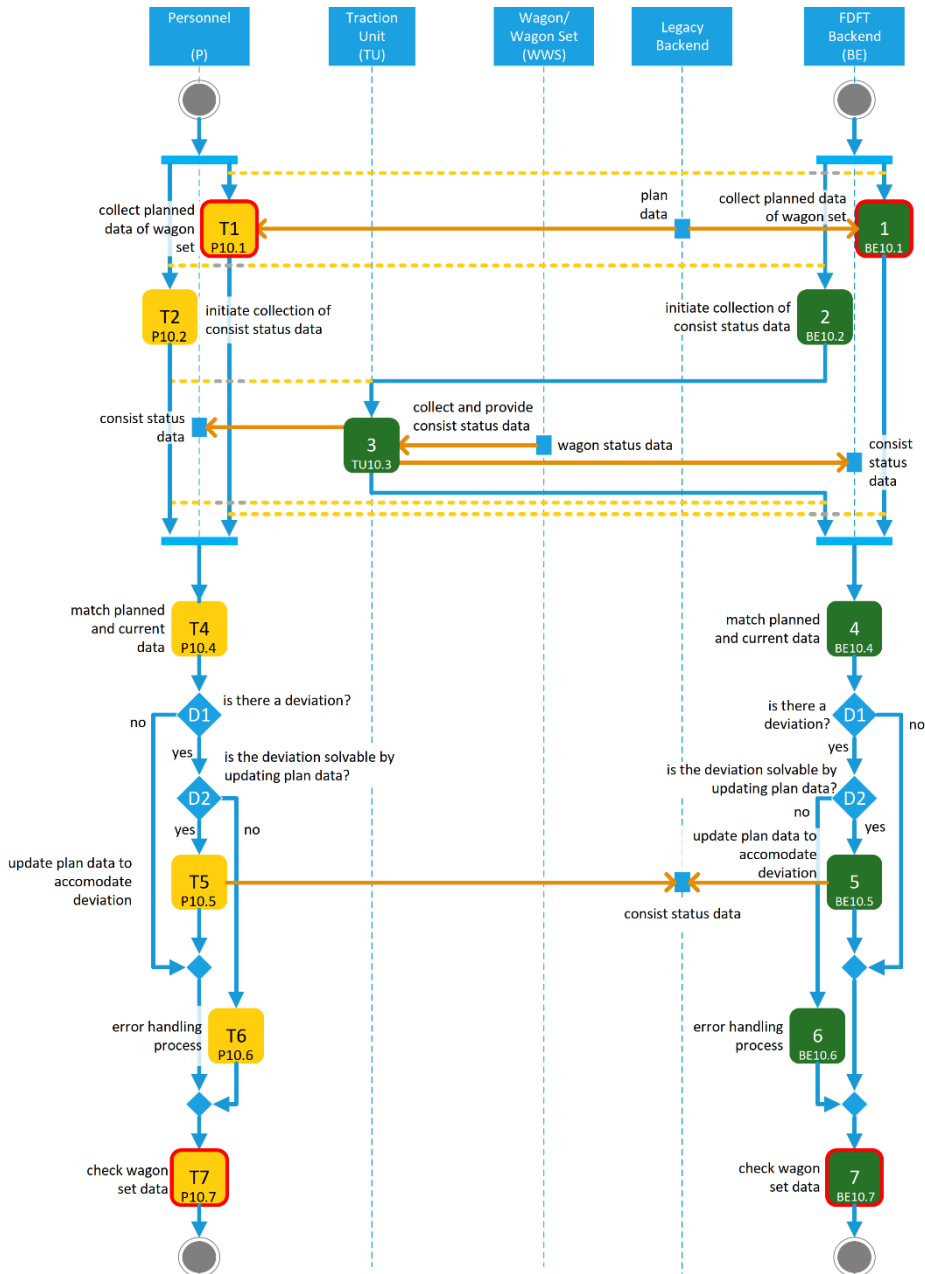 Personnel
(P)
Traction
Unit
(TU)
Wagon/
Wagon Set
(WWS)
Legacy
Backend
FDFT
Backend
(BE)
collect planned
data of wagon
set
T1
P10.1
plan
data
collect planned data
of wagon set
1
BE10.1
T2
P10.2
initiate collection of
consist status data
initiate collection of
consist status data
2
BE10.2
consist status
data
3
TU10.3
collect and provide
consist status data
wagon status data
consist
status
data
match planned
and current
data
T4
P10.4
match planned
and current data
4
BE10.4
is there a deviation?
no
D1
yes
is there a
deviation?
D1
no
yes
is the deviation solvable by
updating plan data?
D2
yes
no
is the deviation solvable by
updating plan data?
D2
no
yes
update plan data to
accomodate
deviation
T5
P10.5
consist status data
update plan data to
accomodate
deviation
5
BE10.5
error handling
process
T6
P10.6
error handling
process
6
BE10.6
check wagon
set data
T7
P10.7
check wagon
set data
7
BE10.7